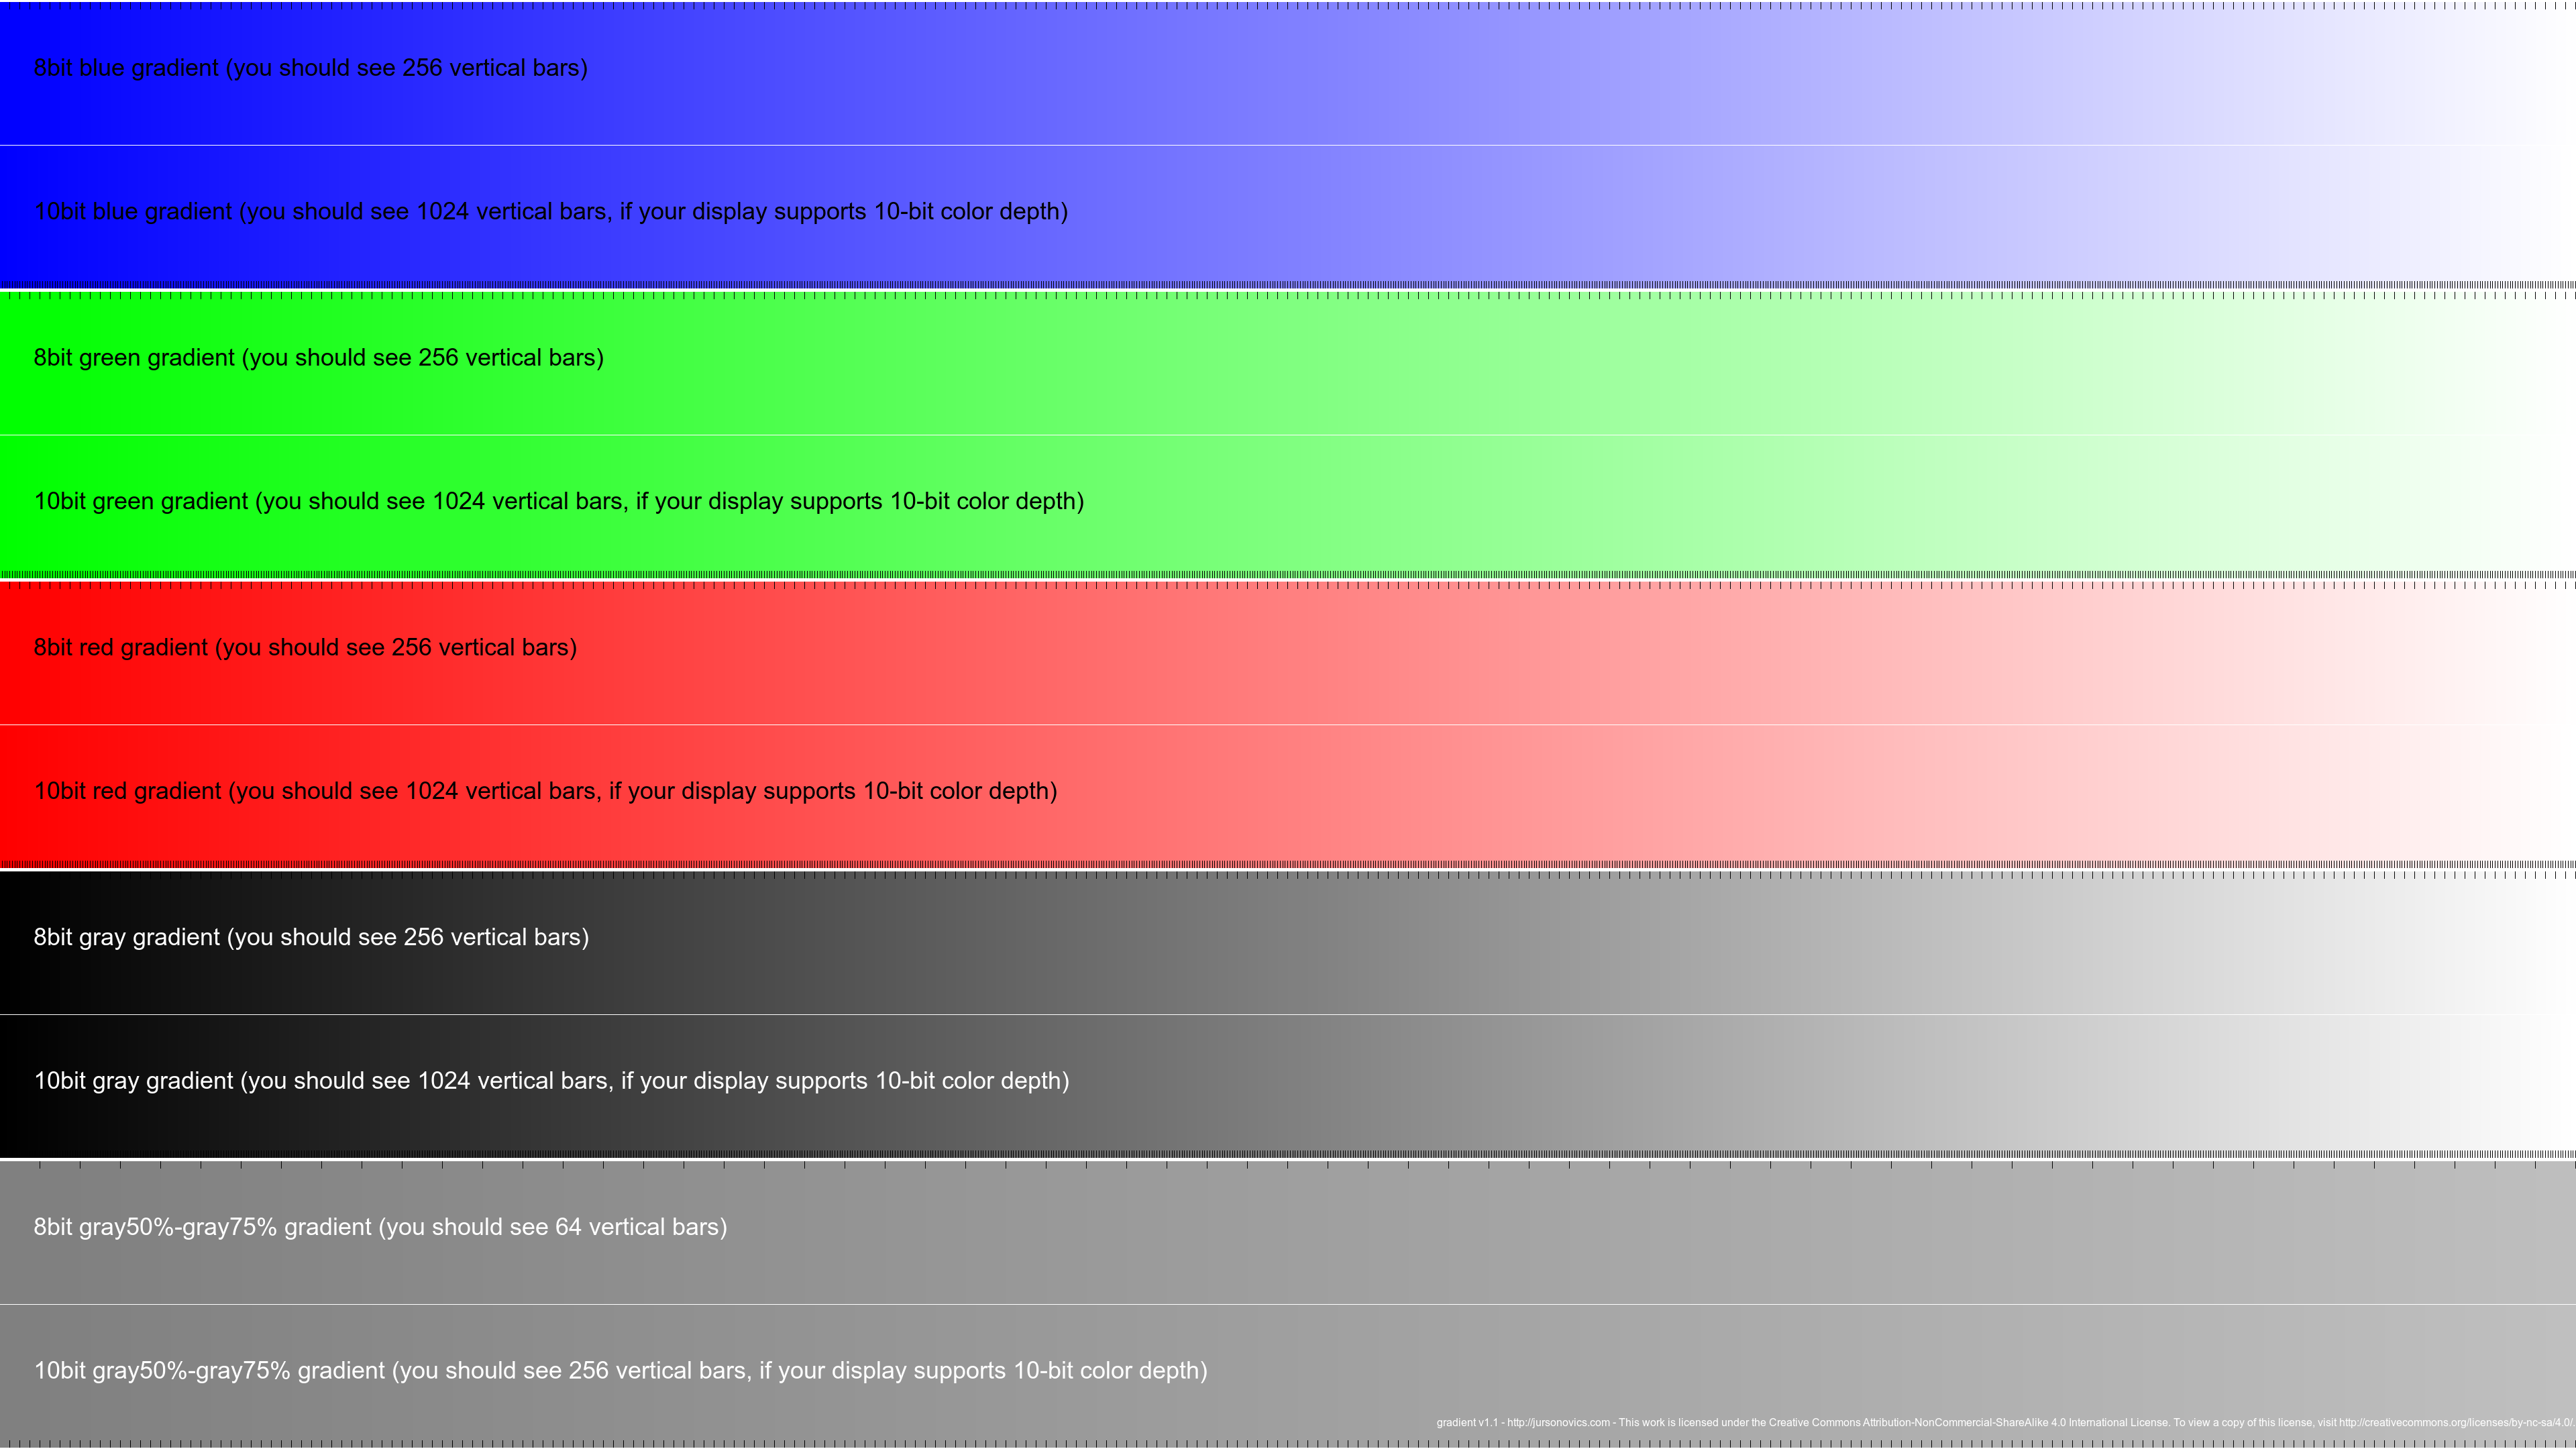 8bit blue gradient (you should see 256 vertical bars)
10bit blue gradient (you should see 1024 vertical bars, if your display supports 10-bit color depth)
8bit green gradient (you should see 256 vertical bars)
10bit green gradient (you should see 1024 vertical bars, if your display supports 10-bit color depth)
8bit red gradient (you should see 256 vertical bars)
10bit red gradient (you should see 1024 vertical bars, if your display supports 10-bit color depth)
8bit gray gradient (you should see 256 vertical bars)
10bit gray gradient (you should see 1024 vertical bars, if your display supports 10-bit color depth)
8bit gray50%-gray75% gradient (you should see 64 vertical bars)
10bit gray50%-gray75% gradient (you should see 256 vertical bars, if your display supports 10-bit color depth)
gradient v1.1 - http://jursonovics.com - This work is licensed under the Creative Commons Attribution-NonCommercial-ShareAlike 4.0 International License. To view a copy of this license, visit http://creativecommons.org/licenses/by-nc-sa/4.0/.